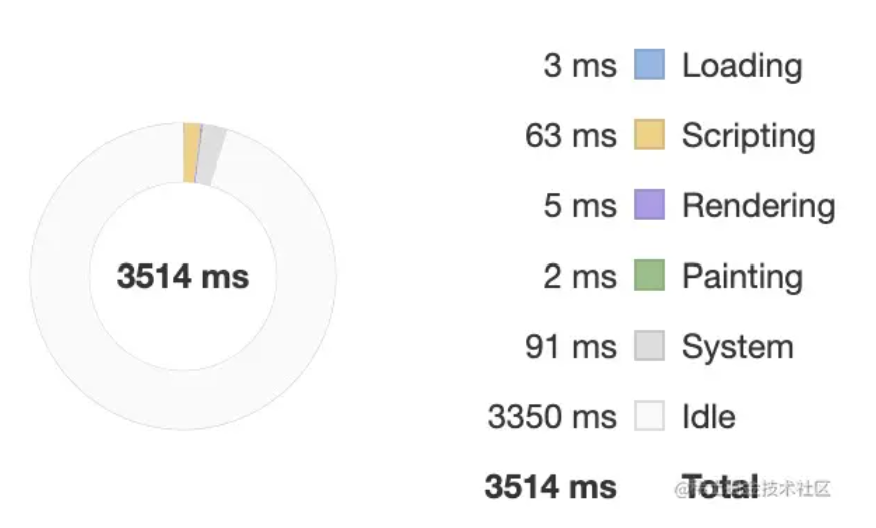 3514 ms
3 ms Loading
63 ms Scripting
5 ms Rendering
2 ms Painting
91 ms System
3350 ms Idle
3514 ms Total
技术社区